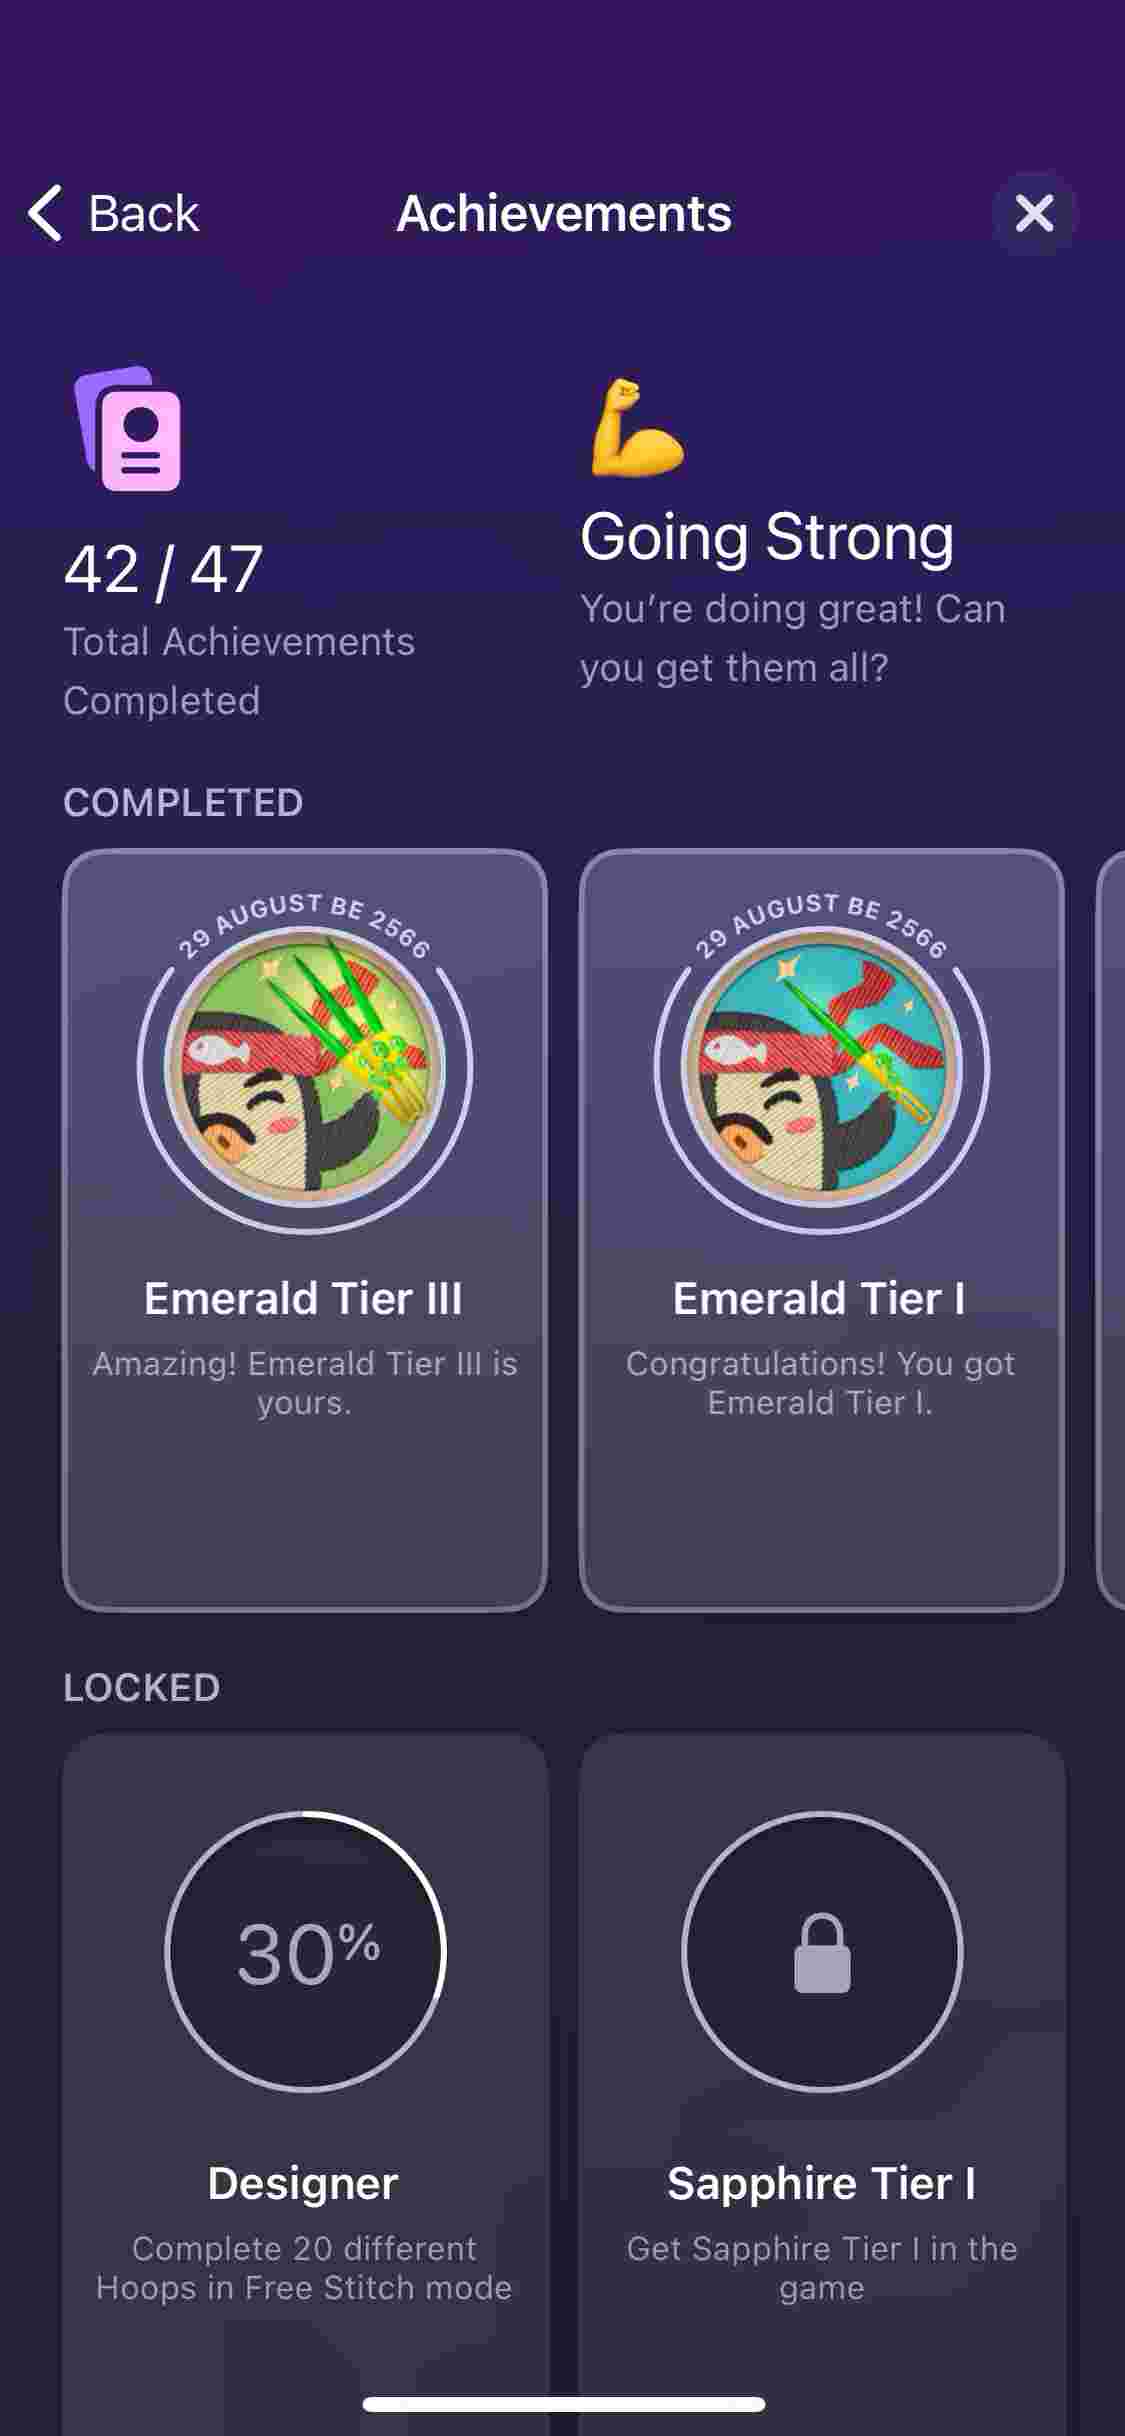 Back
Achievements
42 / 47
Total Achievements
Completed
Going Strong
You're doing great! Can
you get them all?
COMPLETED
29 AUGUST BE 2566
Emerald Tier III
Amazing! Emerald Tier III is
yours.
29 AUGUST BE 2566
Emerald Tier I
Congratulations! You got
Emerald Tier I.
LOCKED
30%
Designer
Complete 20 different
Hoops in Free Stitch mode
Sapphire Tier I
Get Sapphire Tier I in the
game